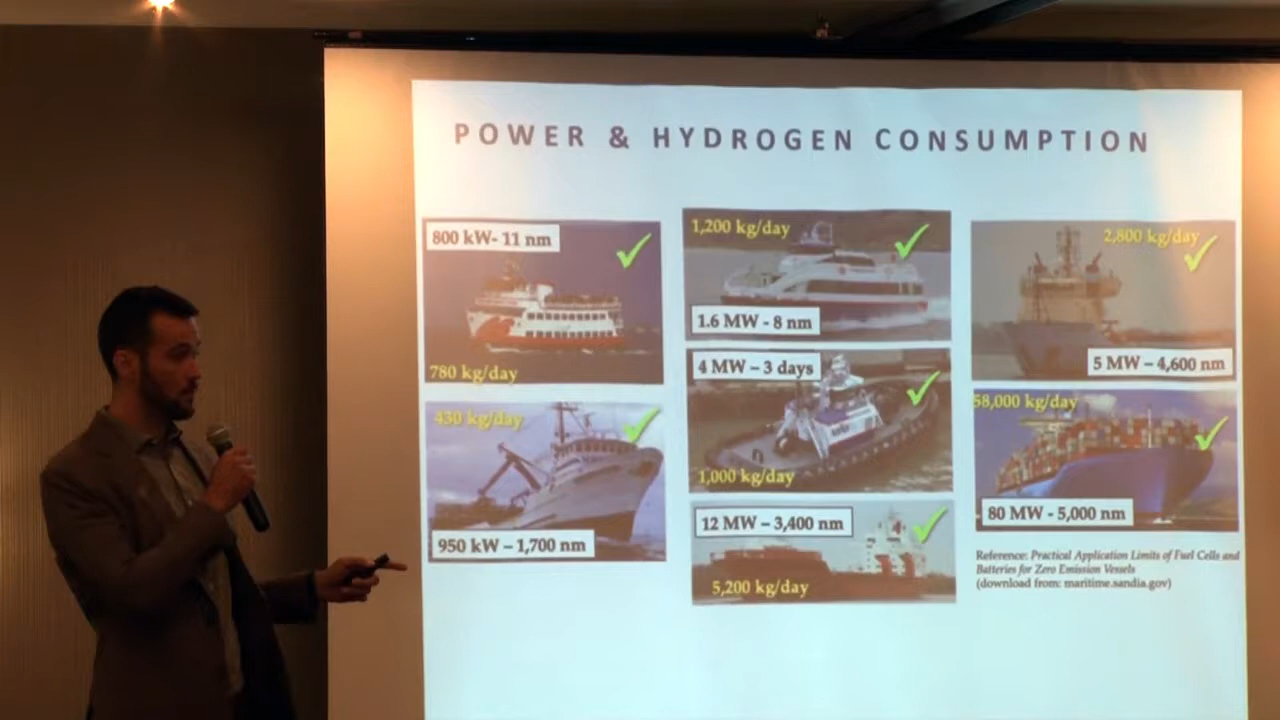 POWER & HYDROGEN CONSUMPTION
800 kW- 11 nm
780 kg/day
430 kg/day
950 kW – 1,700 nm
1,200 kg/day
1.6 MW - 8 nm
4 MW – 3 days
1,000 kg/day
12 MW – 3,400 nm
5,200 kg/day
2,800 kg/day
5 MW – 4,600 nm
58,000 kg/day
80 MW - 5,000 nm
Reference: Practical Application Limits of Fuel Cells and
Batteries for Zero Emission Vessels
(download from: maritime.sandia.gov)